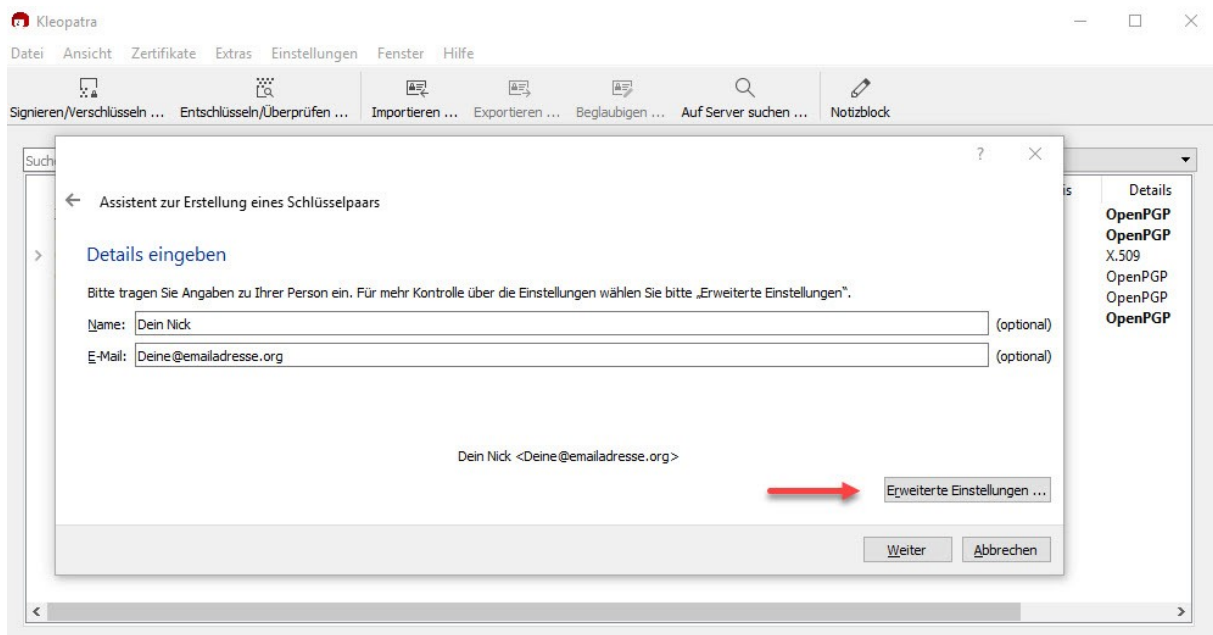 Kleopatra
Datei Ansicht Zertifikate Extras Einstellungen Fenster Hilfe
Signieren/Verschlüsseln ... Entschlüsseln/Überprüfen ... Importieren ... Exportieren ... Beglaubigen ... Auf Server suchen ... Notizblock
Such
is Details
Assistent zur Erstellung eines Schlüsselpaars
OpenPGP
OpenPGP
Details eingeben
X.509
OpenPGP
Bitte tragen Sie Angaben zu Ihrer Person ein. Für mehr Kontrolle über die Einstellungen wählen Sie bitte „Erweiterte Einstellungen“.
OpenPGP
Name: Dein Nick (optional)
OpenPGP
E-Mail: Deine@emailadresse.org (optional)
Dein Nick <Deine@emailadresse.org>
Erweiterte Einstellungen ...
Weiter Abbrechen